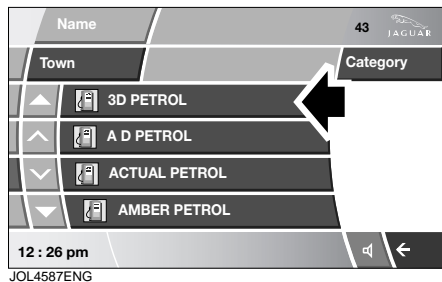 Name
43
JAGUAR
Town
Category
3D PETROL
A D PETROL
ACTUAL PETROL
AMBER PETROL
12 : 26 pm
JOL4587ENG